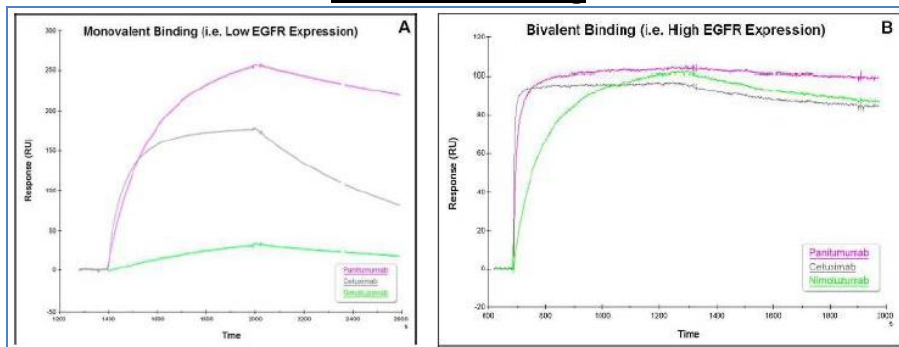 Monovalent Binding (i.e. Low EGFR Expression)
A
300
250
200
150
100
50
0
-50
Response (RU)
1200
1400
1600
1800
2000
2200
2400
2600
s
Time
Panitumumab
Cetuximab
Nimotuzumab
Bivalent Binding (i.e. High EGFR Expression)
B
120
100
80
60
40
20
0
-20
Response (RU)
600
800
1000
1200
1400
1600
1800
2000
s
Time
Panitumumab
Cetuximab
Nimotuzumab